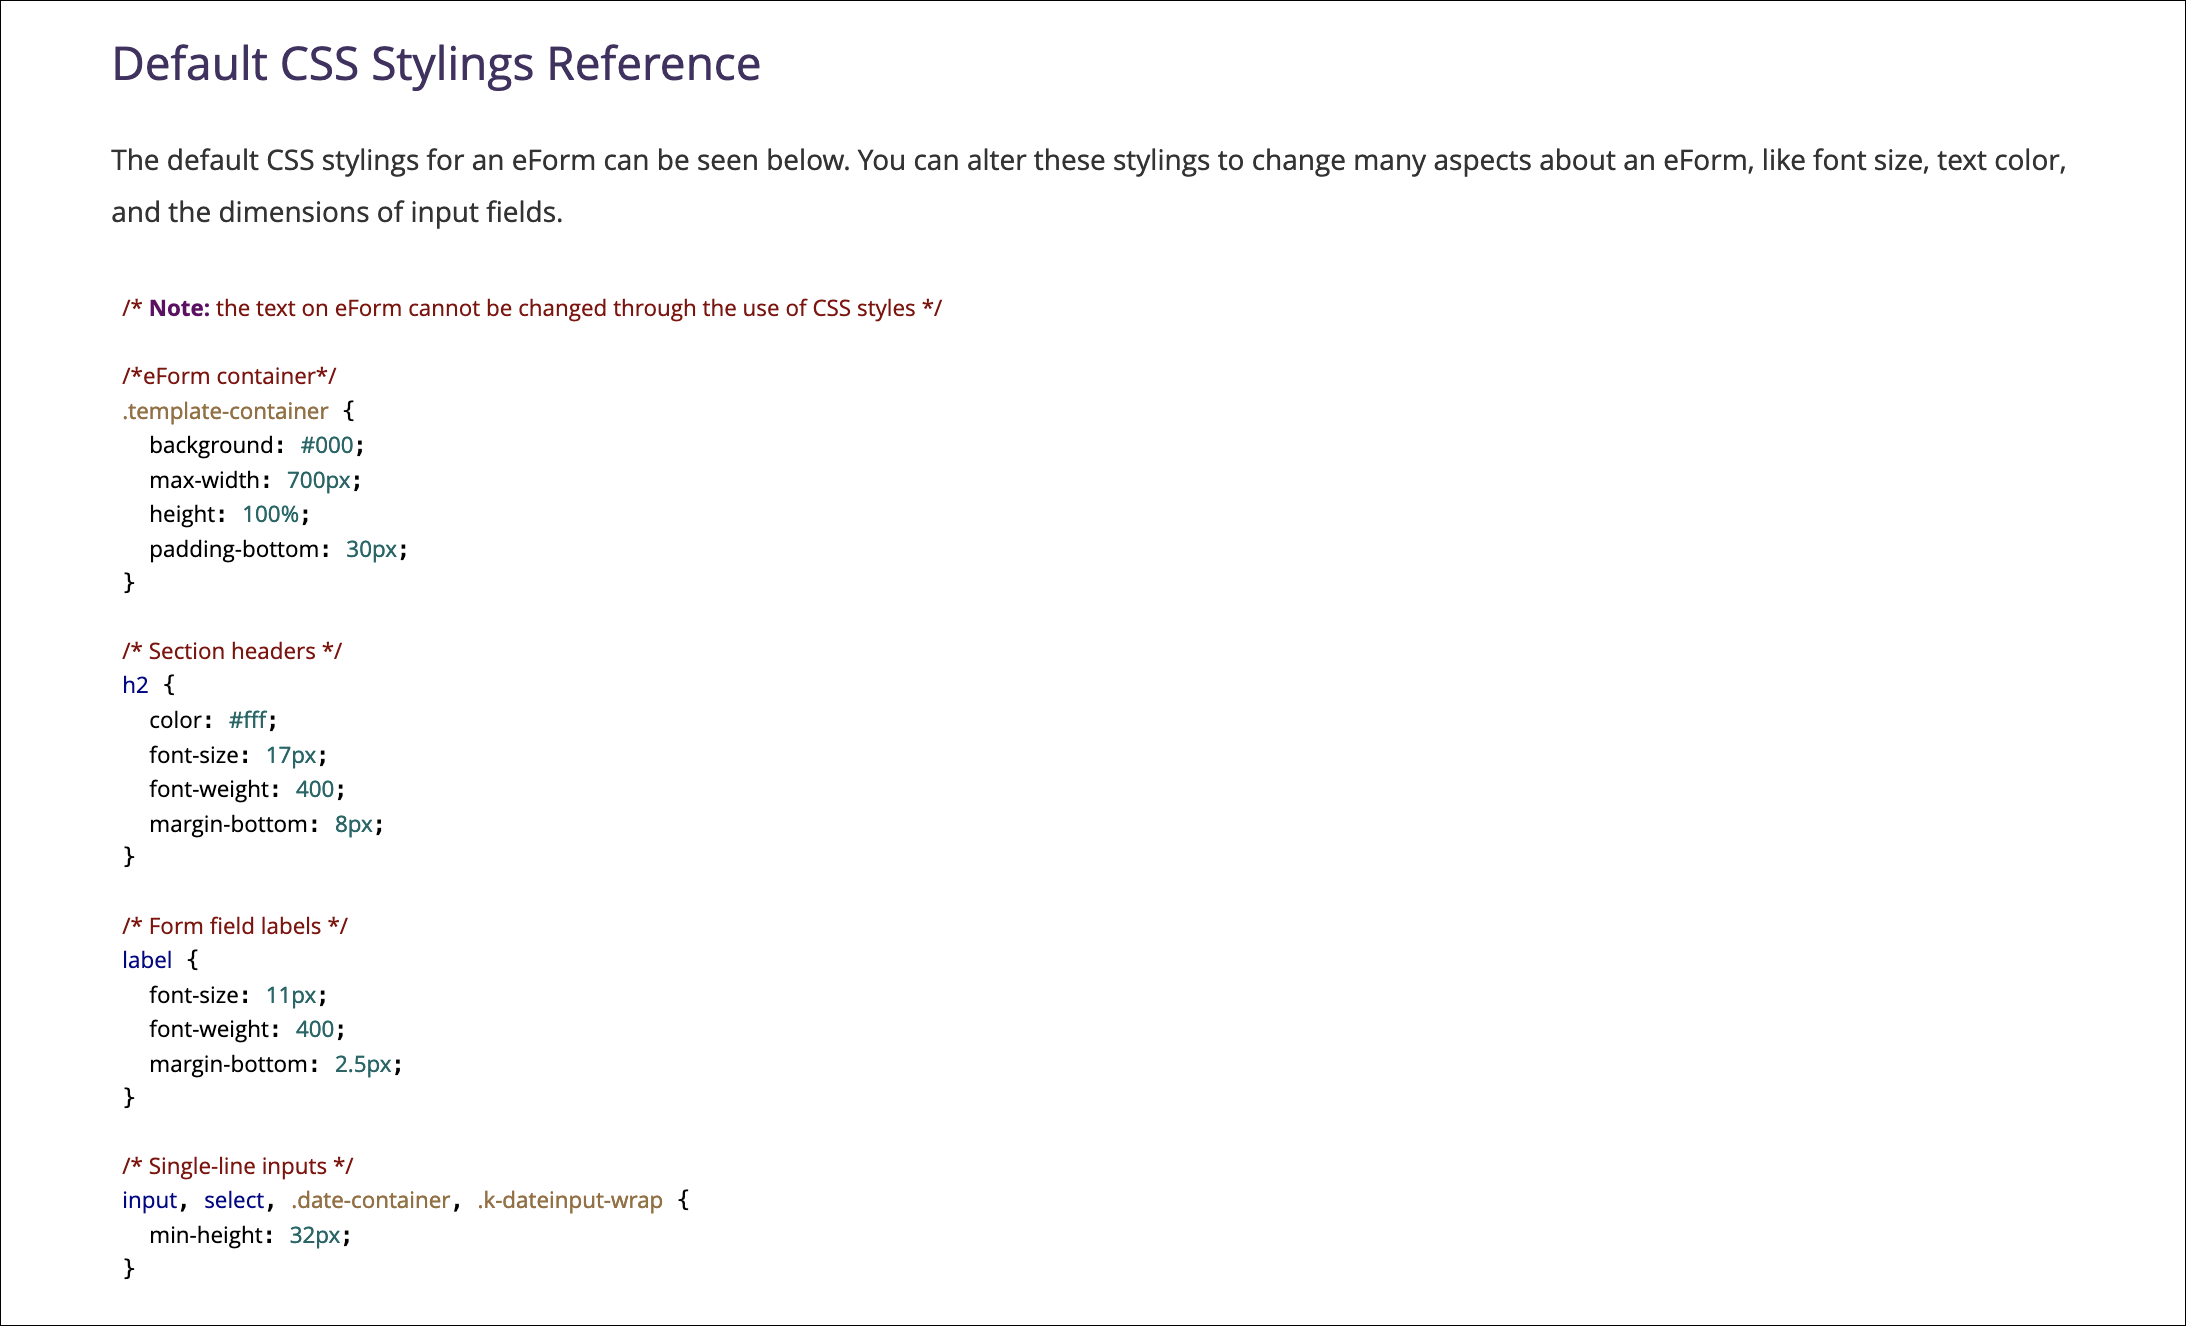 Default CSS Stylings Reference
The default CSS stylings for an eForm can be seen below. You can alter these stylings to change many aspects about an eForm, like font size, text color,
and the dimensions of input fields.
/* Note: the text on eForm cannot be changed through the use of CSS styles */
/*eForm container*/
.template-container {
background: #000;
max-width: 700px;
height: 100%;
padding-bottom: 30px;
}
/* Section headers */
h2 {
color: #fff;
font-size: 17px;
font-weight: 400;
margin-bottom: 8px;
}
/* Form field labels */
label {
font-size: 11px;
font-weight: 400;
margin-bottom: 2.5px;
}
/* Single-line inputs */
input, select, .date-container, .k-dateinput-wrap {
min-height: 32px;
}